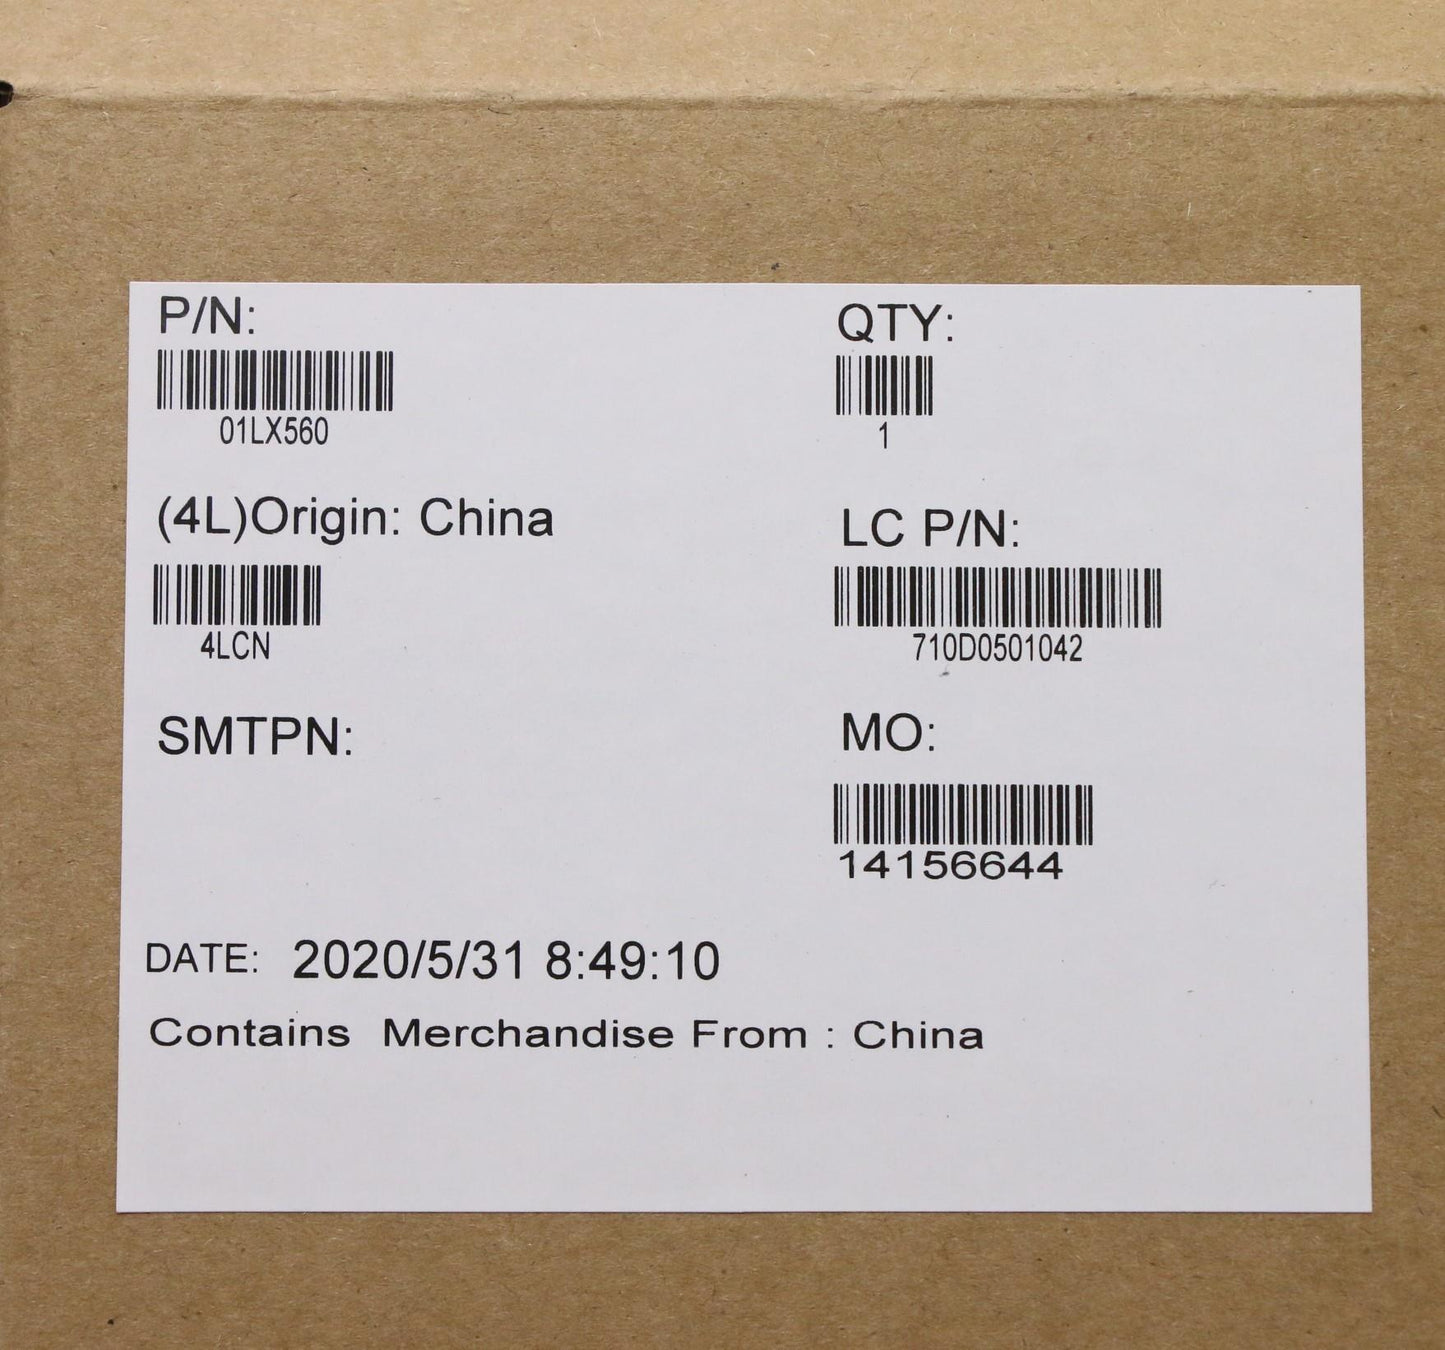 P/N:
01LX560
QTY:
1
(4L)Origin: China
4LCN
LC P/N:
710D0501042
SMTPN:
MO:
14156644
DATE: 2020/5/31 8:49:10
Contains Merchandise From : China